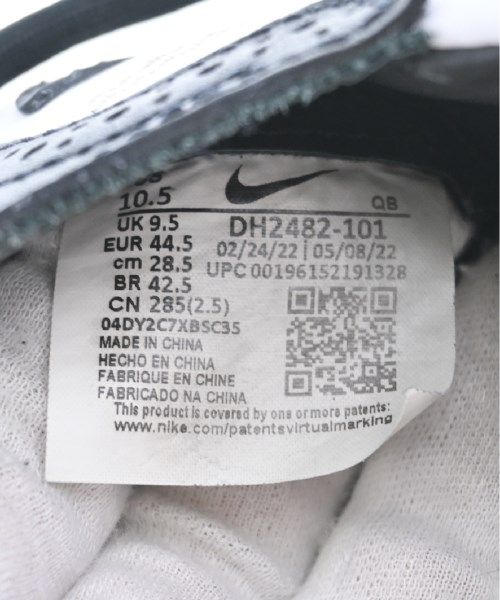 US
10.5
QB
UK 9.5
DH2482-101
EUR 44.5
02/24/22 | 05/08/22
cm 28.5
UPC 00196152191328
BR 42.5
CN 285(2.5)
04DY2C7XBSC35
MADE IN CHINA
HECHO EN CHINA
FABRIQUE EN CHINE
FABRICADO NA CHINA
This product is covered by one or more patents:
www.nike.com/patentsvirtualmarking